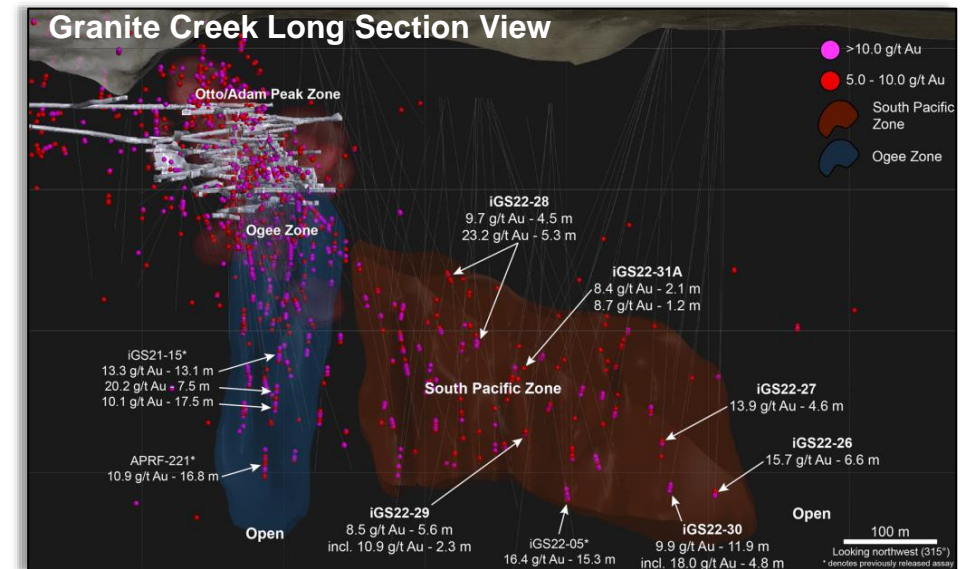 Granite Creek Long Section View
>10.0 g/t Au
5.0 - 10.0 g/t Au
South Pacific
Zone
Ogee Zone
Otto/Adam Peak Zone
Ogee Zone
iGS22-28
9.7 g/t Au - 4.5 m
23.2 g/t Au - 5.3 m
iGS22-31A
8.4 g/t Au - 2.1 m
8.7 g/t Au - 1.2 m
iGS21-15*
13.3 g/t Au - 13.1 m
20.2 g/t Au - 7.5 m
10.1 g/t Au - 17.5 m
South Pacific Zone
iGS22-27
13.9 g/t Au - 4.6 m
iGS22-26
15.7 g/t Au - 6.6 m
APRF-221*
10.9 g/t Au - 16.8 m
iGS22-29
8.5 g/t Au - 5.6 m
incl. 10.9 g/t Au - 2.3 m
iGS22-05*
16.4 g/t Au - 15.3 m
iGS22-30
9.9 g/t Au - 11.9 m
incl. 18.0 g/t Au - 4.8 m
Open
Open
100 m
Looking northwest (315°)
* denotes previously released assay